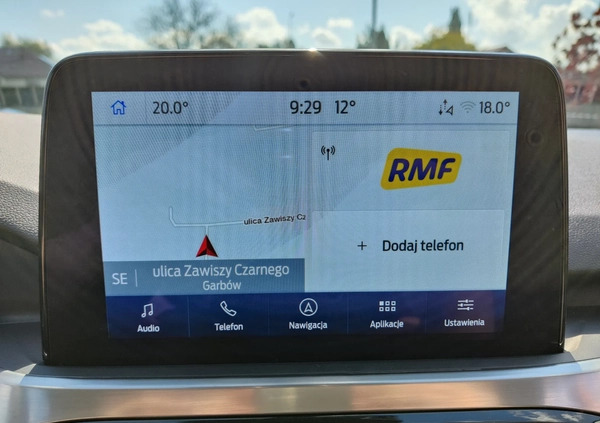 20.0°
9:29
12°
18.0°
RMF
ulica Zawiszy Cz
+ Dodaj telefon
SE
ulica Zawiszy Czarnego
Garbów
Audio
Telefon
Nawigacja
Aplikacje
Ustawienia